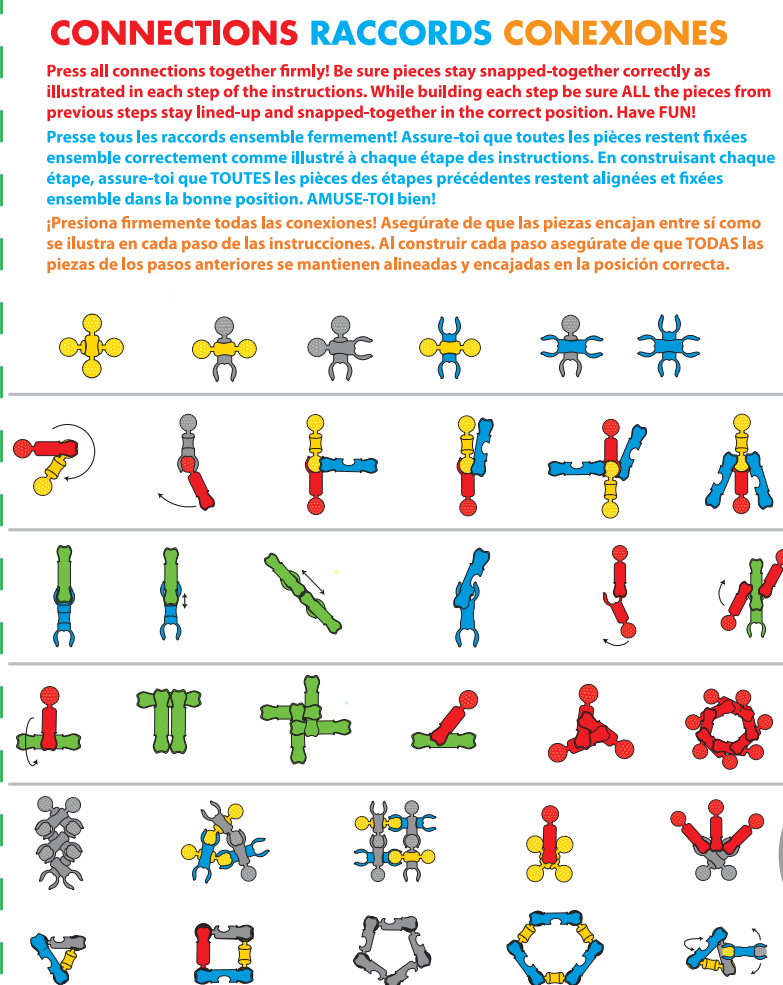 CONNECTIONS RACCORDS CONEXIONES
Press all connections together firmly! Be sure pieces stay snapped-together correctly as
illustrated in each step of the instructions. While building each step be sure ALL the pieces from
previous steps stay lined-up and snapped-together in the correct position. Have FUN!
Presse tous les raccords ensemble fermement! Assure-toi que toutes les pièces restent fixées
ensemble correctement comme illustré à chaque étape des instructions. En construisant chaque
étape, assure-toi que TOUTES les pièces des étapes précédentes restent alignées et fixées
ensemble dans la bonne position. AMUSE-TOI bien!
¡Presiona firmemente todas las conexiones! Asegúrate de que las piezas encajan entre sí como
se ilustra en cada paso de las instrucciones. Al construir cada paso asegúrate de que TODAS las
piezas de los pasos anteriores se mantienen alineadas y encajadas en la posición correcta.